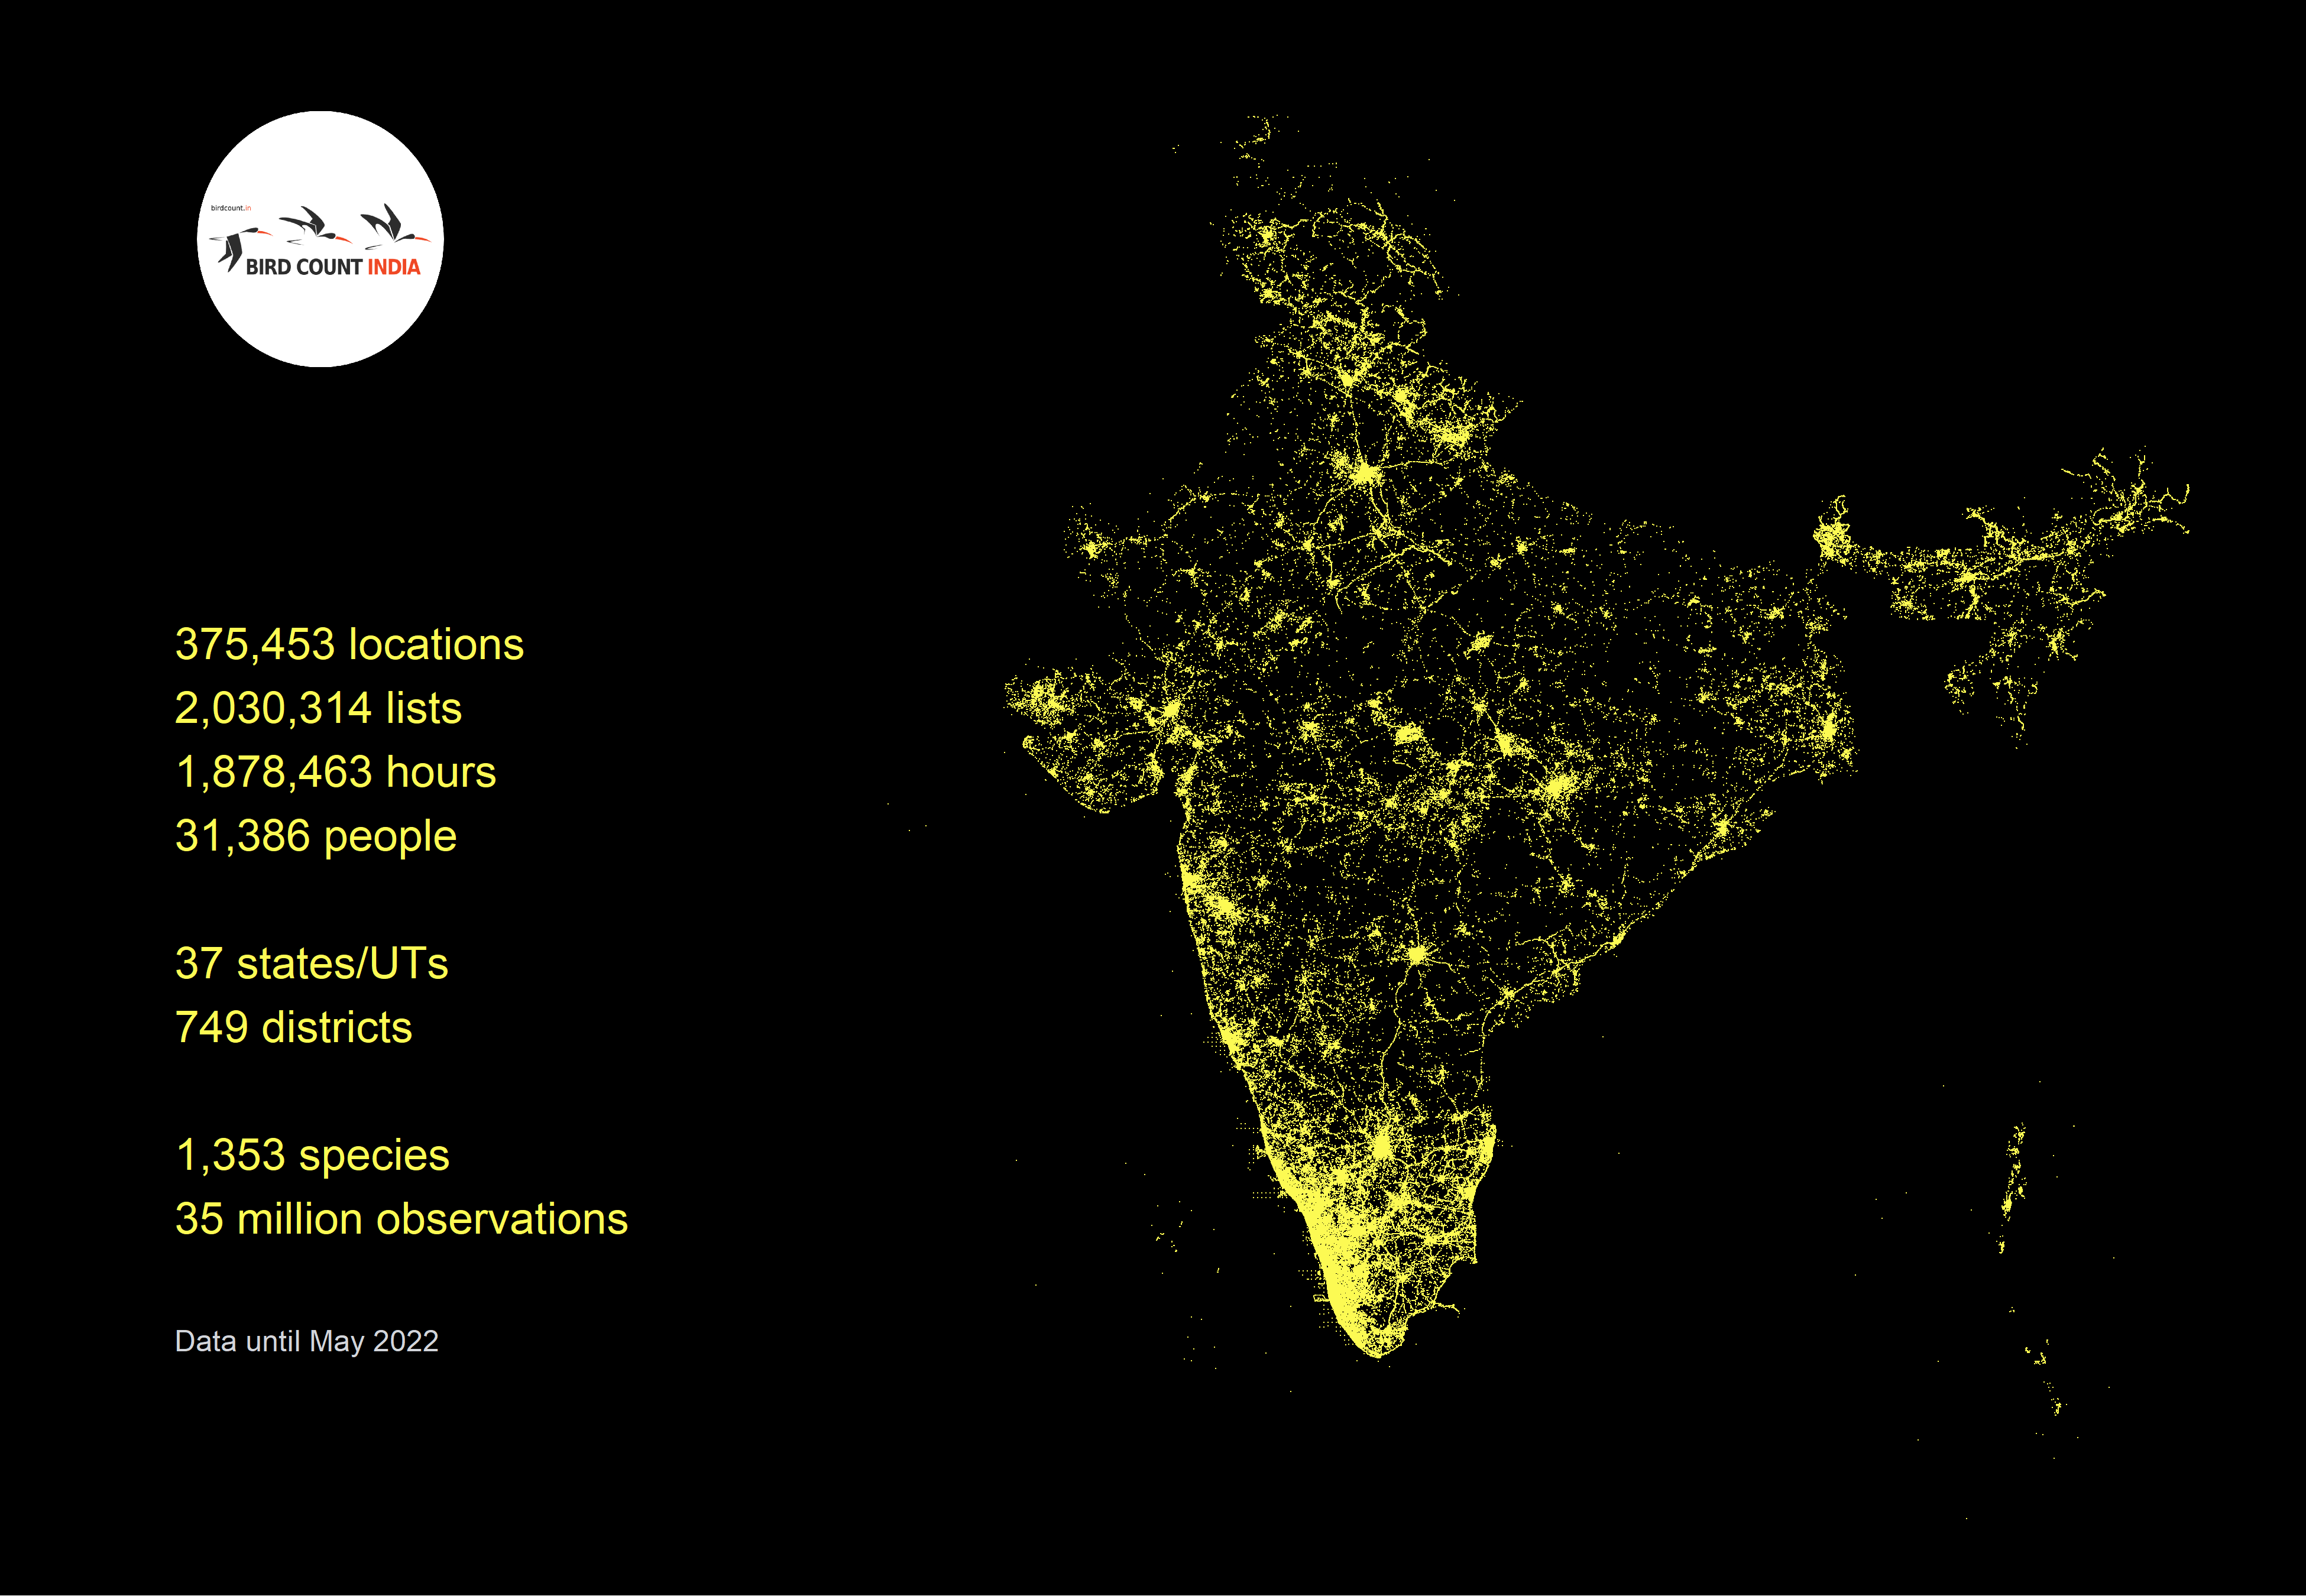 birdcount.in
BIRD COUNT INDIA
375,453 locations
2,030,314 lists
1,878,463 hours
31,386 people
37 states/UTs
749 districts
1,353 species
35 million observations
Data until May 2022